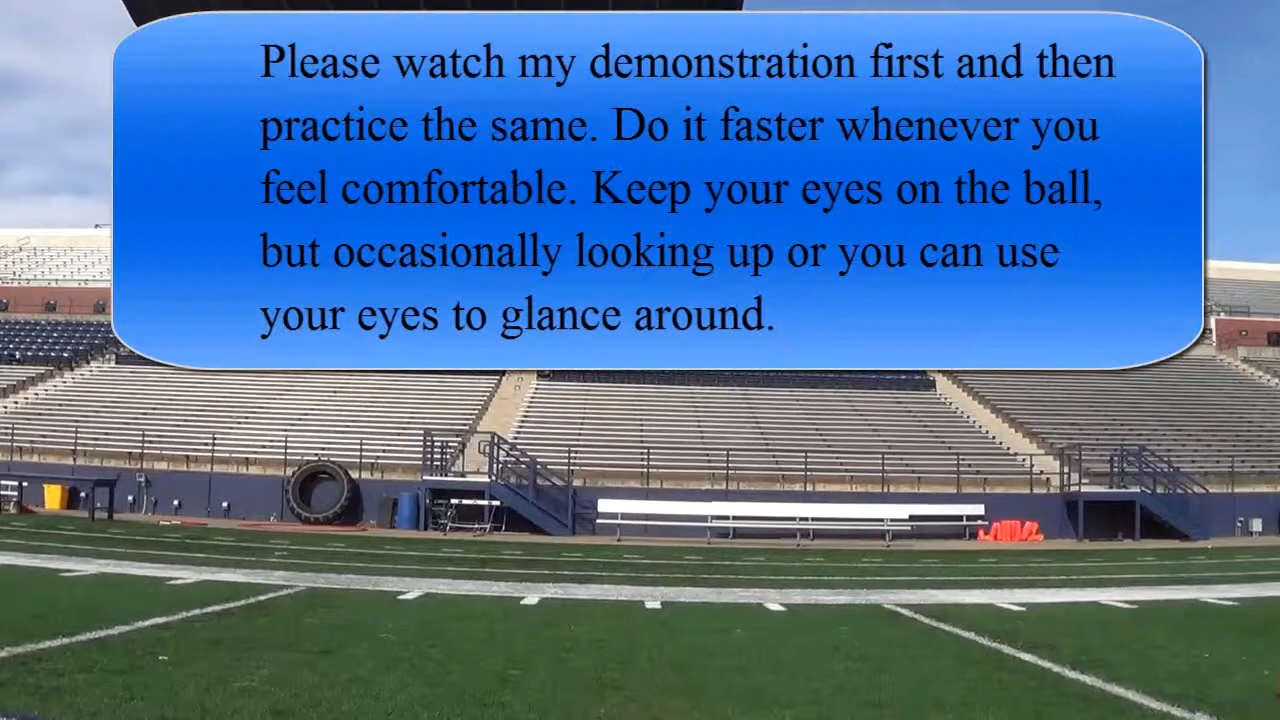 Please watch my demonstration first and then
practice the same. Do it faster whenever you
feel comfortable. Keep your eyes on the ball,
but occasionally looking up or you can use
your eyes to glance around.